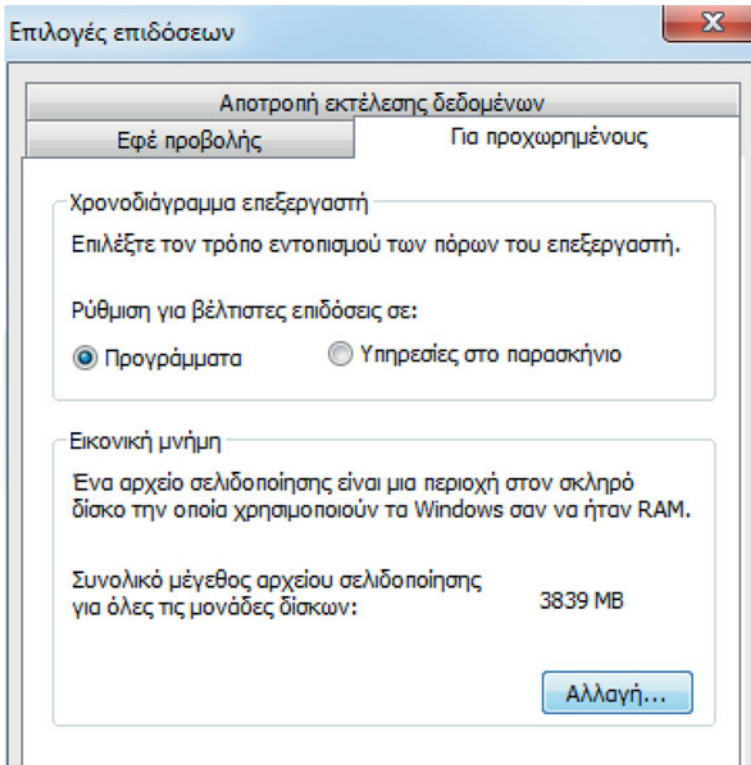 Επιλογές επιδόσεων
Αποτροπή εκτέλεσης δεδομένων
Εφέ προβολής
Για προχωρημένους
Χρονοδιάγραμμα επεξεργαστή
Επιλέξτε τον τρόπο εντοπισμού των πόρων του επεξεργαστή.
Ρύθμιση για βέλτιστες επιδόσεις σε:
Προγράμματα
Υπηρεσίες στο παρασκήνιο
Εικονική μνήμη
Ένα αρχείο σελιδοποίησης είναι μια περιοχή στον σκληρό
δίσκο την οποία χρησιμοποιούν τα Windows σαν να ήταν RAM.
Συνολικό μέγεθος αρχείου σελιδοποίησης
για όλες τις μονάδες δίσκων:
3839 MB
Αλλαγή...